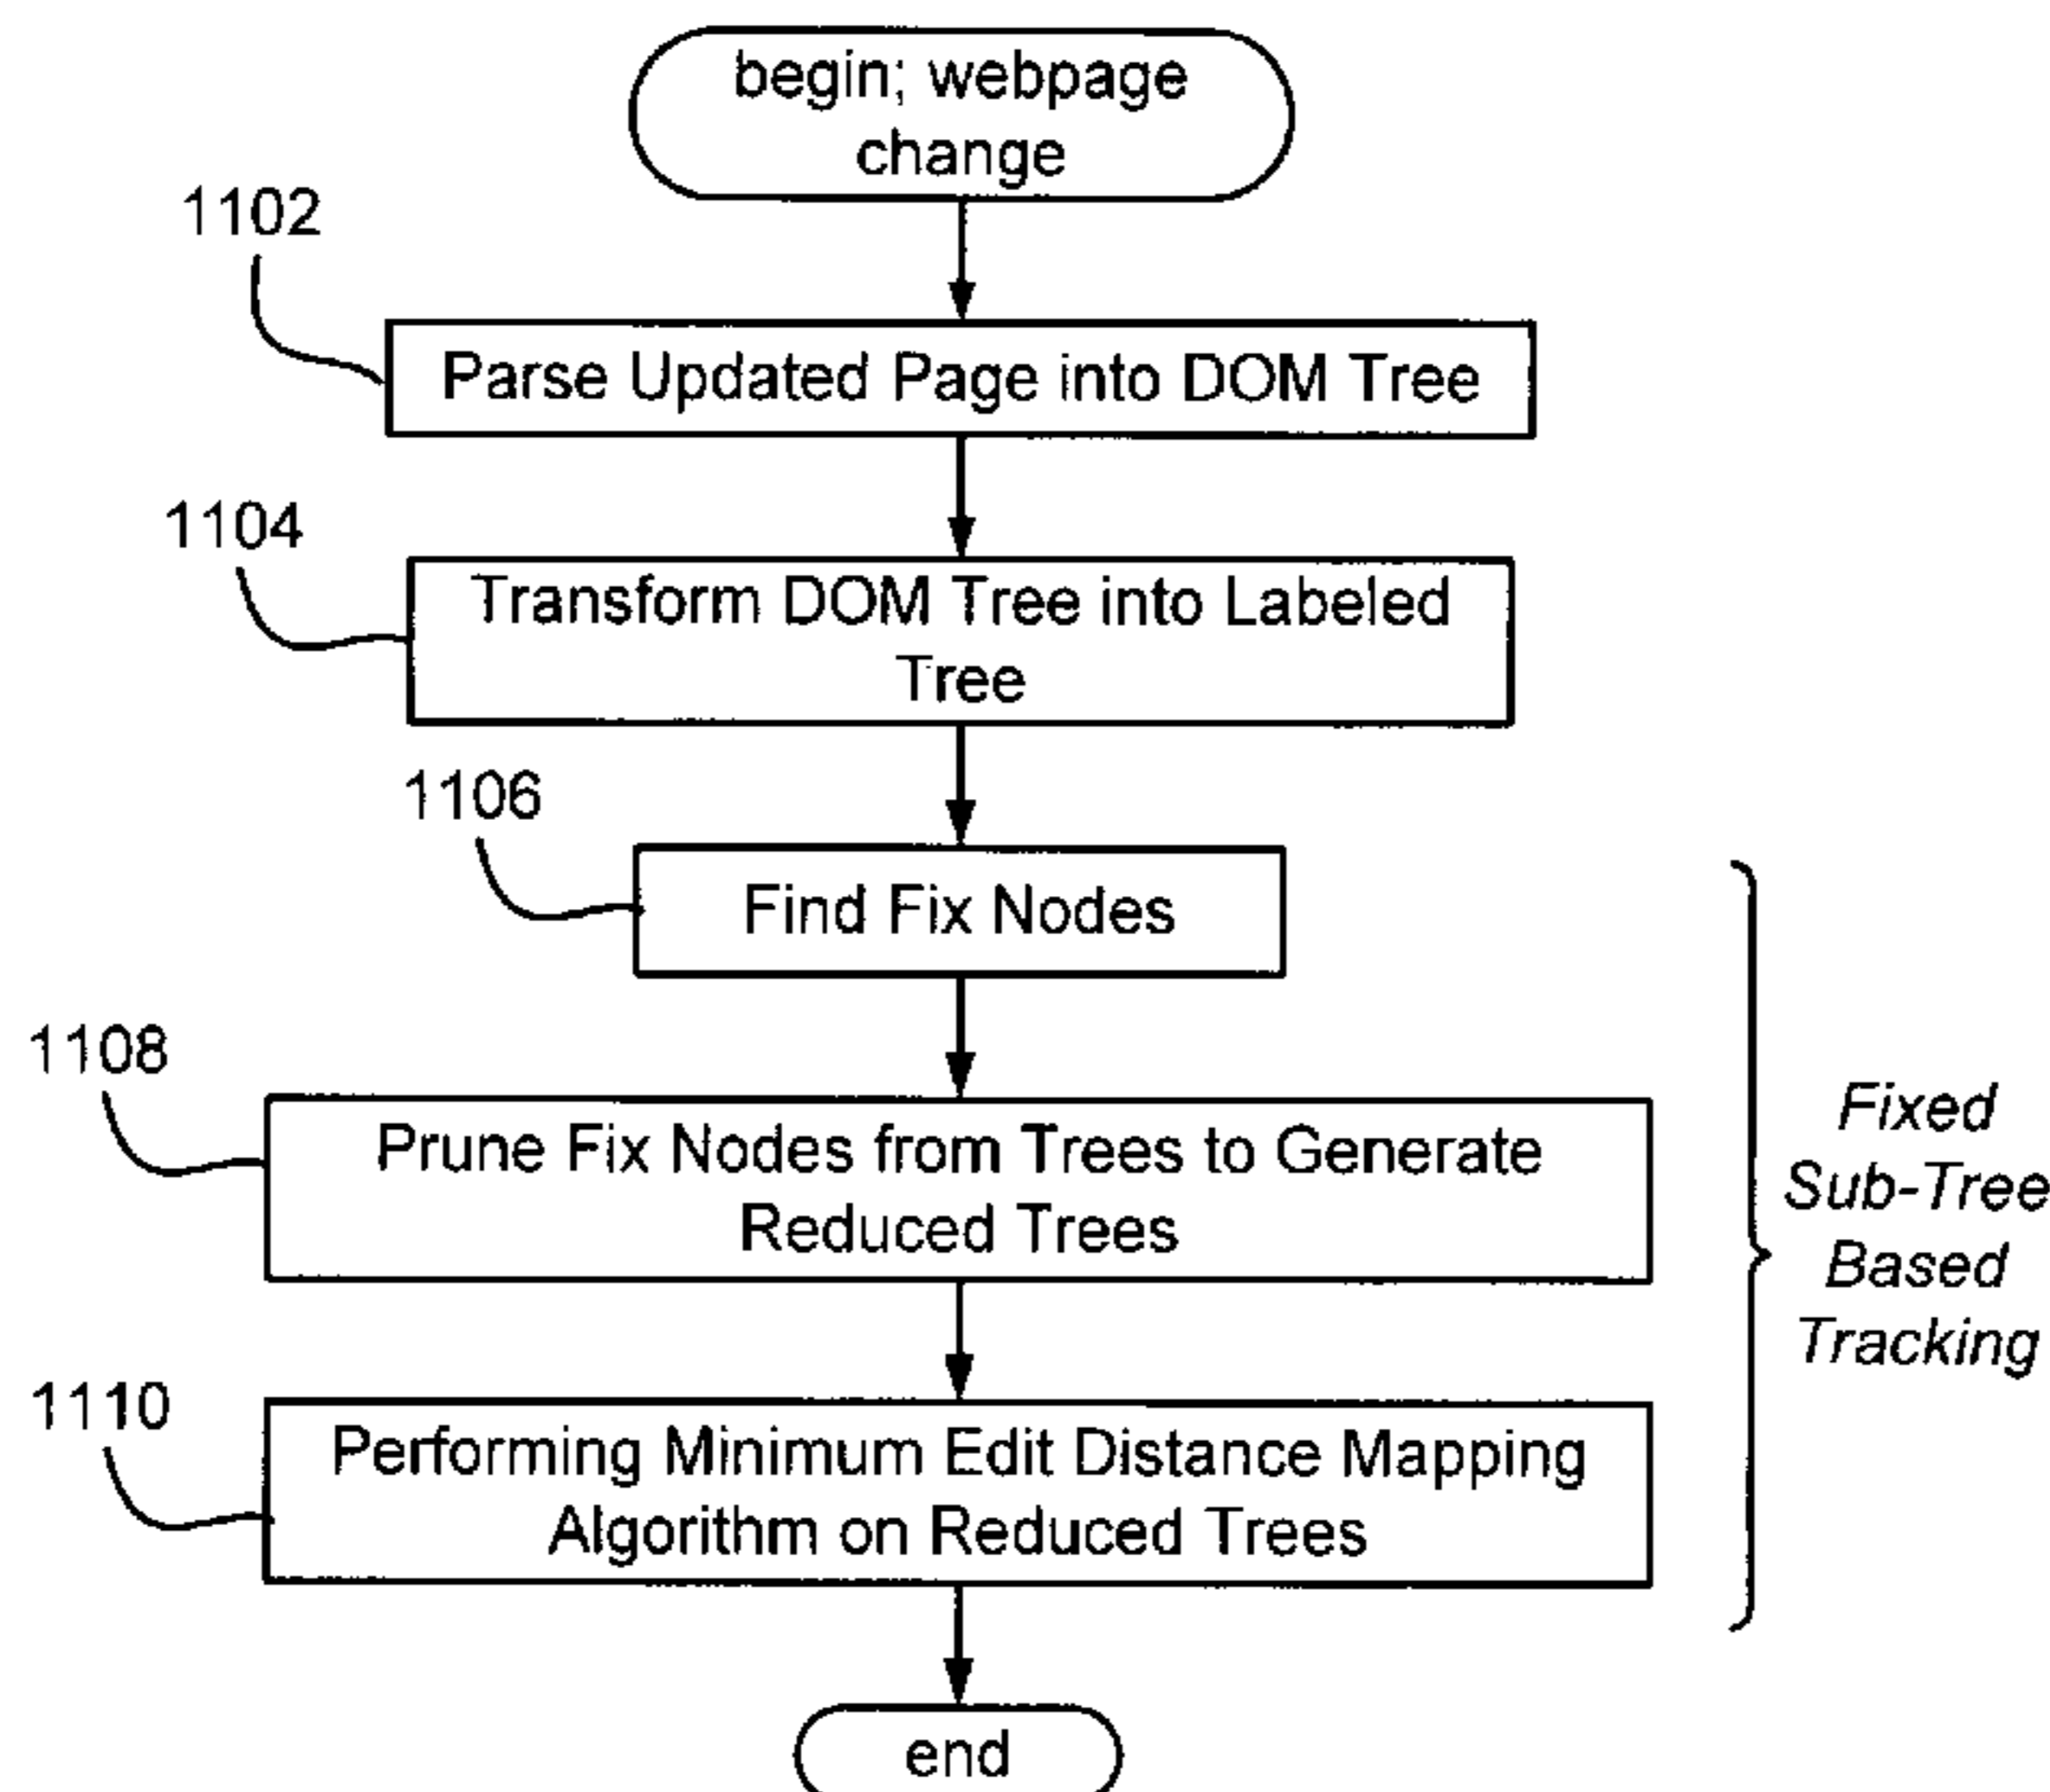 begin; webpage
change
1102
Parse Updated Page into DOM Tree
1104
Transform DOM Tree into Labeled
Tree
1106
Find Fix Nodes
1108
Prune Fix Nodes from Trees to Generate
Reduced Trees
Fixed
Sub-Tree
Based
Tracking
1110
Performing Minimum Edit Distance Mapping
Algorithm on Reduced Trees
end